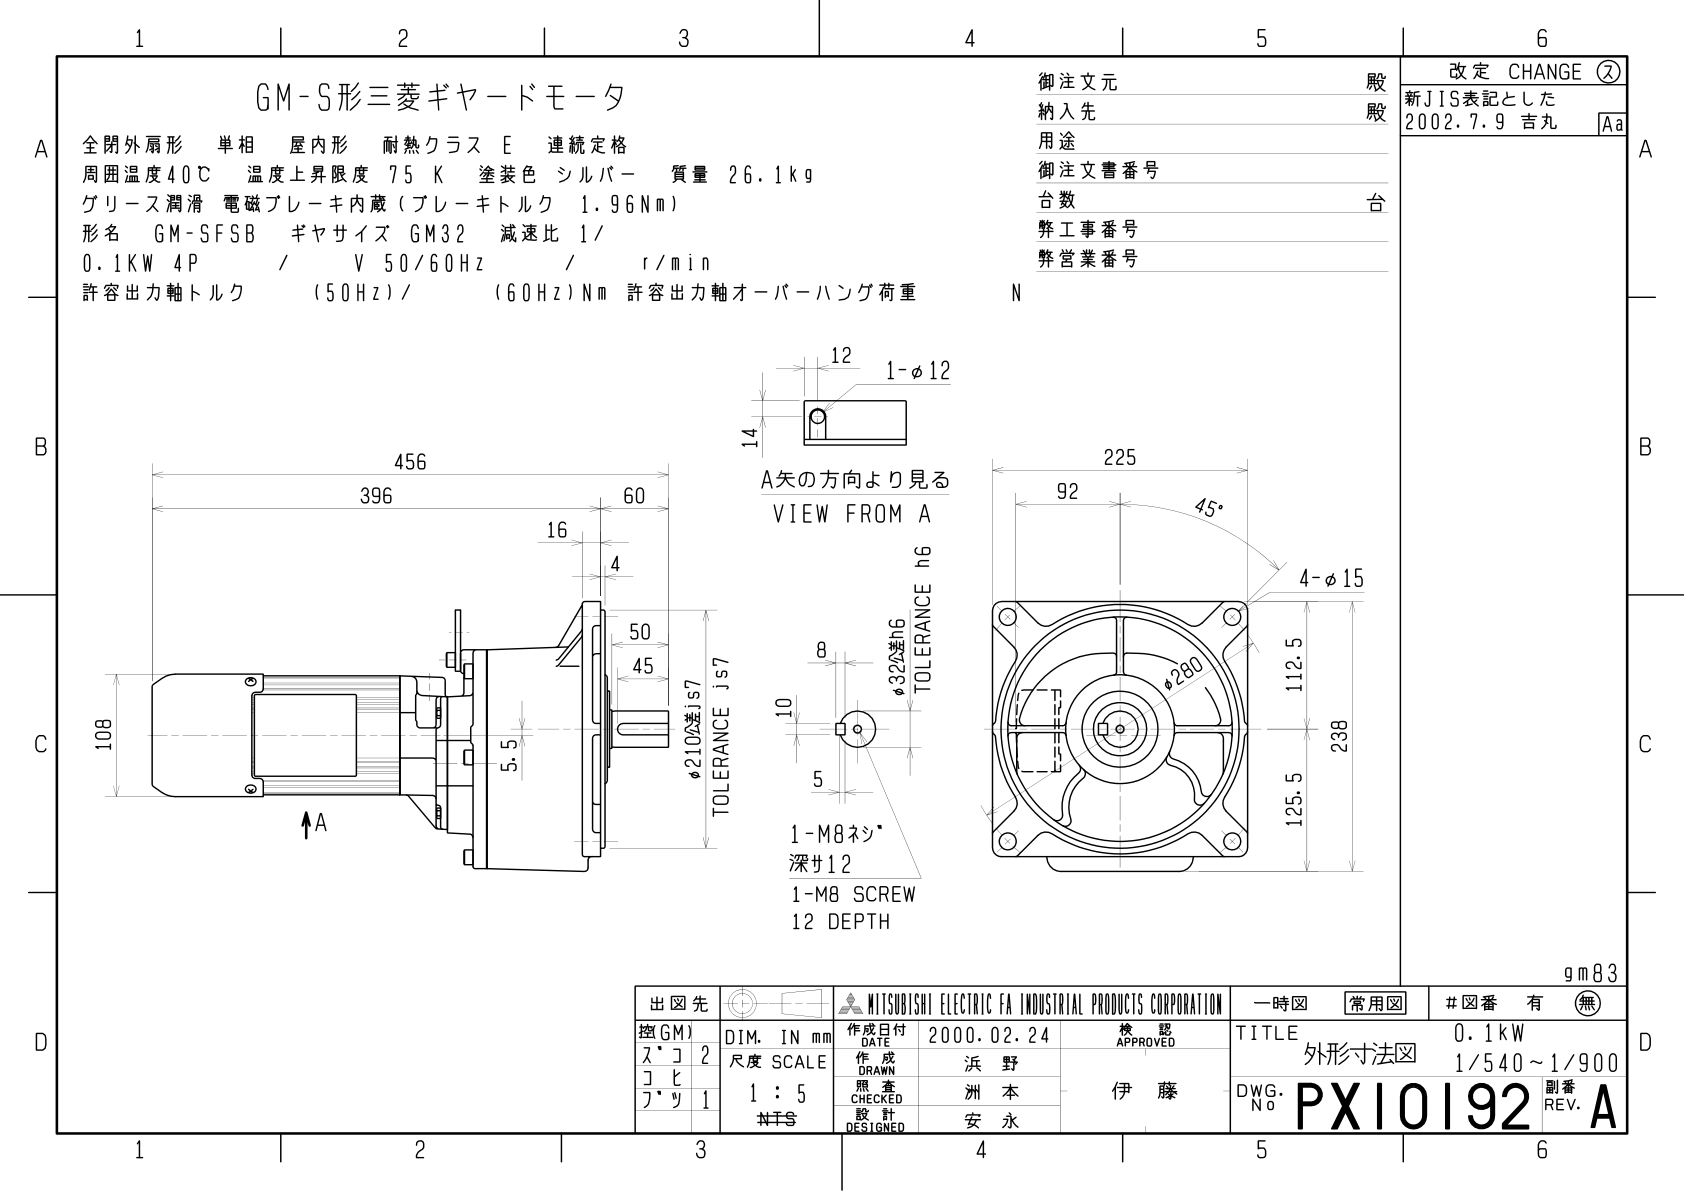 1 2 3 4 5 6
GM-S形三菱ギヤードモータ
全閉外扇形 単相 屋内形 耐熱クラス E 連続定格
周囲温度40℃ 温度上昇限度 75 K 塗装色 シルバー 質量 26.1kg
グリース潤滑 電磁ブレーキ内蔵(ブレーキトルク 1.96Nm)
形名 GM-SFSB ギヤサイズ GM32 減速比 1/
0.1KW 4P / V 50/60Hz / r/min
許容出力軸トルク (50Hz)/ (60Hz)Nm 許容出力軸オーバーハング荷重 N
御注文元 殿
納入先 殿
用途
御注文書番号
台数 台
弊工事番号
弊営業番号
改定 CHANGE ス
新JIS表記とした
2002.7.9 吉丸 Aa
A
A
B
B
C
C
D
D
12
1-φ12
14
A矢の方向より見る
VIEW FROM A
456
396
60
16
4
50
45
108
5.5
φ210公差js7
TOLERANCE js7
A
8
10
5
φ32公差h6
TOLERANCE h6
1-M8ネジ
深サ12
1-M8 SCREW
12 DEPTH
225
92
45°
4-φ15
φ280
112.5
238
125.5
gm83
出図先
控(GM)
ズコ 2
コヒ
ブツ 1
DIM. IN mm
尺度 SCALE
1 : 5
NTS
MITSUBISHI ELECTRIC FA INDUSTRIAL PRODUCTS CORPORATION
作成日付
DATE
2000.02.24
検 認
APPROVED
作 成
DRAWN
浜 野
照 査
CHECKED
洲 本
伊 藤
設 計
DESIGNED
安 永
一時図 常用図 #図番 有 無
TITLE
0.1kW
外形寸法図
1/540~1/900
DWG.
No
PX10192
副番
REV.
A
1 2 3 4 5 6